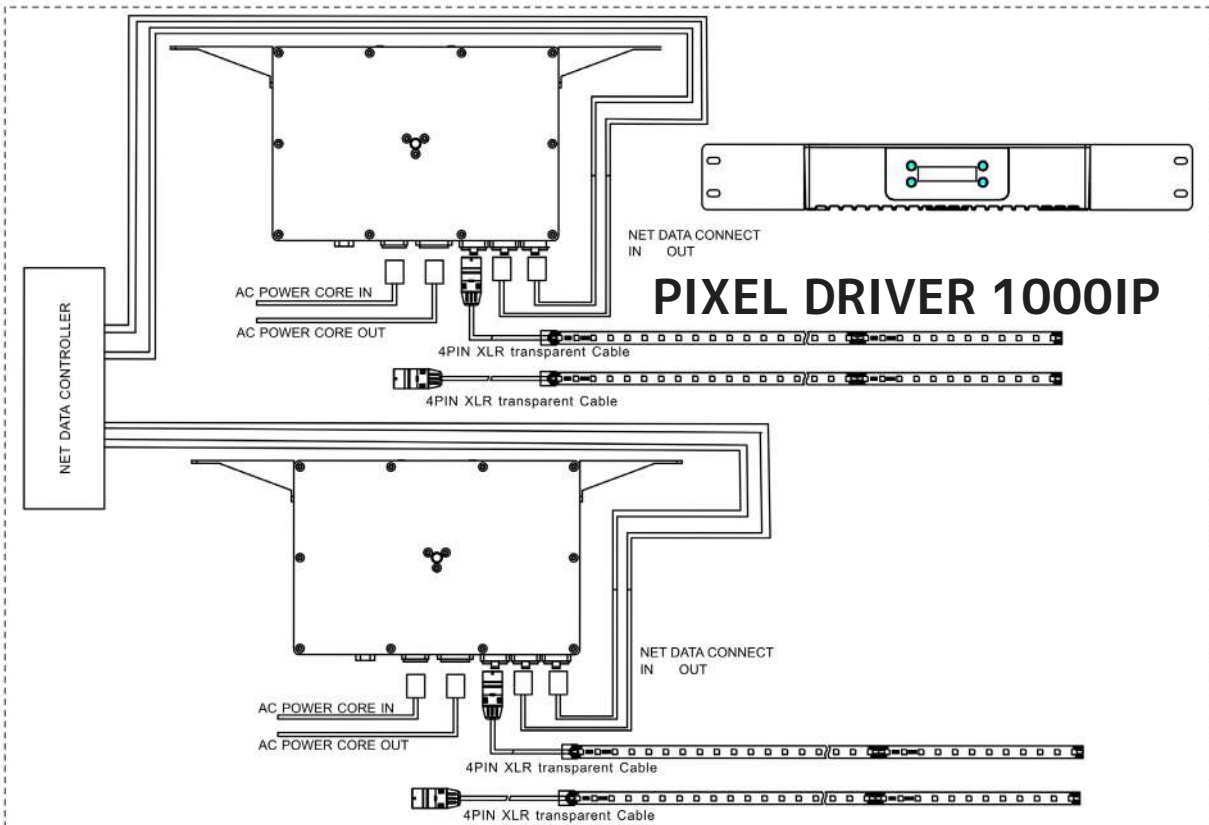 NET DATA CONNECT
IN OUT
AC POWER CORE IN
PIXEL DRIVER 1000IP
AC POWER CORE OUT
4PIN XLR transparent Cable
4PIN XLR transparent Cable
NET DATA CONTROLLER
NET DATA CONNECT
IN OUT
AC POWER CORE IN
AC POWER CORE OUT
4PIN XLR transparent Cable
4PIN XLR transparent Cable